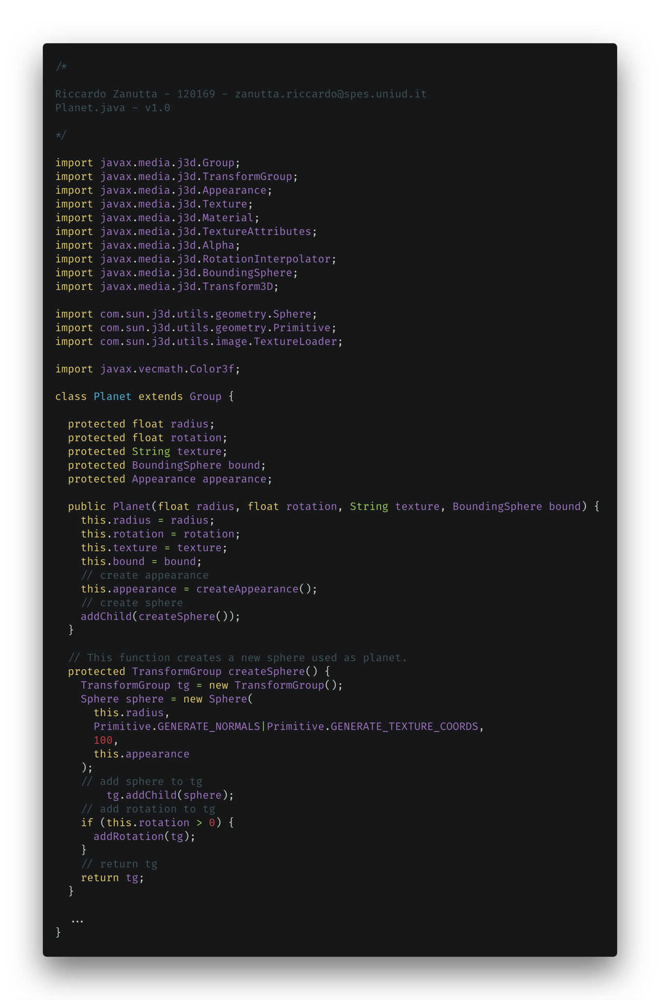 /*

Riccardo Zanutta - 120169 - zanutta.riccardo@spes.uniud.it
Planet.java - v1.0

*/

import javax.media.j3d.Group;
import javax.media.j3d.TransformGroup;
import javax.media.j3d.Appearance;
import javax.media.j3d.Texture;
import javax.media.j3d.Material;
import javax.media.j3d.TextureAttributes;
import javax.media.j3d.Alpha;
import javax.media.j3d.RotationInterpolator;
import javax.media.j3d.BoundingSphere;
import javax.media.j3d.Transform3D;

import com.sun.j3d.utils.geometry.Sphere;
import com.sun.j3d.utils.geometry.Primitive;
import com.sun.j3d.utils.image.TextureLoader;

import javax.vecmath.Color3f;

class Planet extends Group {

  protected float radius;
  protected float rotation;
  protected String texture;
  protected BoundingSphere bound;
  protected Appearance appearance;

  public Planet(float radius, float rotation, String texture, BoundingSphere bound) {
    this.radius = radius;
    this.rotation = rotation;
    this.texture = texture;
    this.bound = bound;
    // create appearance
    this.appearance = createAppearance();
    // create sphere
    addChild(createSphere());
  }

  // This function creates a new sphere used as planet.
  protected TransformGroup createSphere() {
    TransformGroup tg = new TransformGroup();
    Sphere sphere = new Sphere(
      this.radius,
      Primitive.GENERATE_NORMALS|Primitive.GENERATE_TEXTURE_COORDS,
      100,
      this.appearance
    );
    // add sphere to tg
        tg.addChild(sphere);
    // add rotation to tg
    if (this.rotation > 0) {
      addRotation(tg);
    }
    // return tg
    return tg;
  }

  ...
}